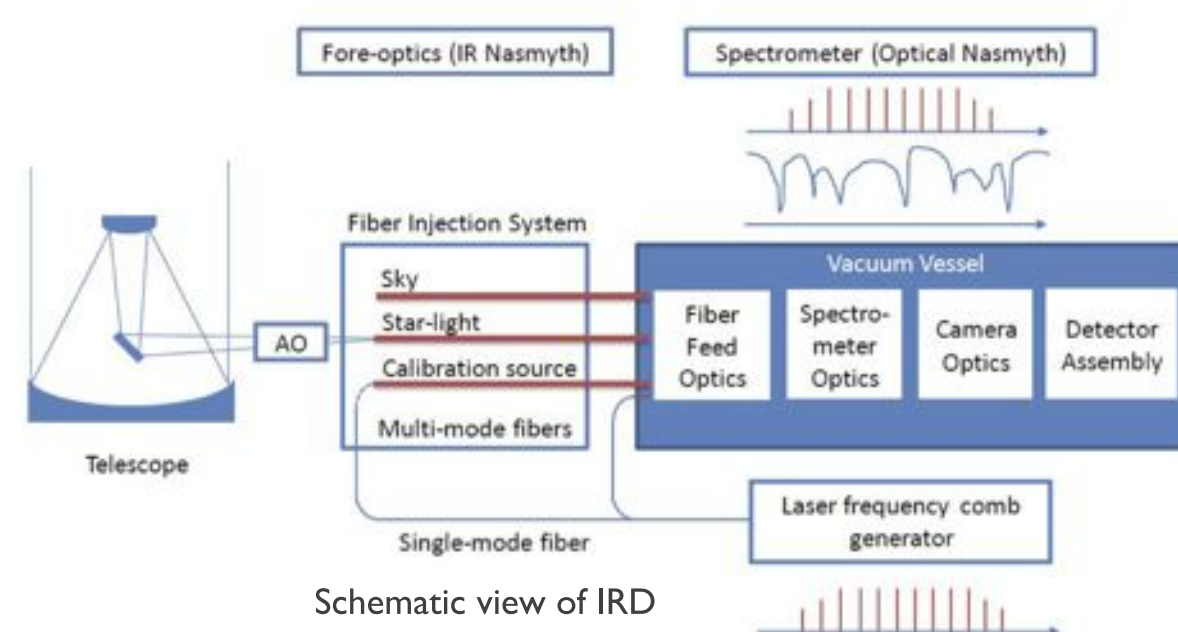 Fore-optics (IR Nasmyth)
Spectrometer (Optical Nasmyth)
Fiber Injection System
Sky
Star-light
Calibration source
Multi-mode fibers
AO
Telescope
Vacuum Vessel
Fiber
Feed
Optics
Spectro-
meter
Optics
Camera
Optics
Detector
Assembly
Laser frequency comb
generator
Single-mode fiber
Schematic view of IRD